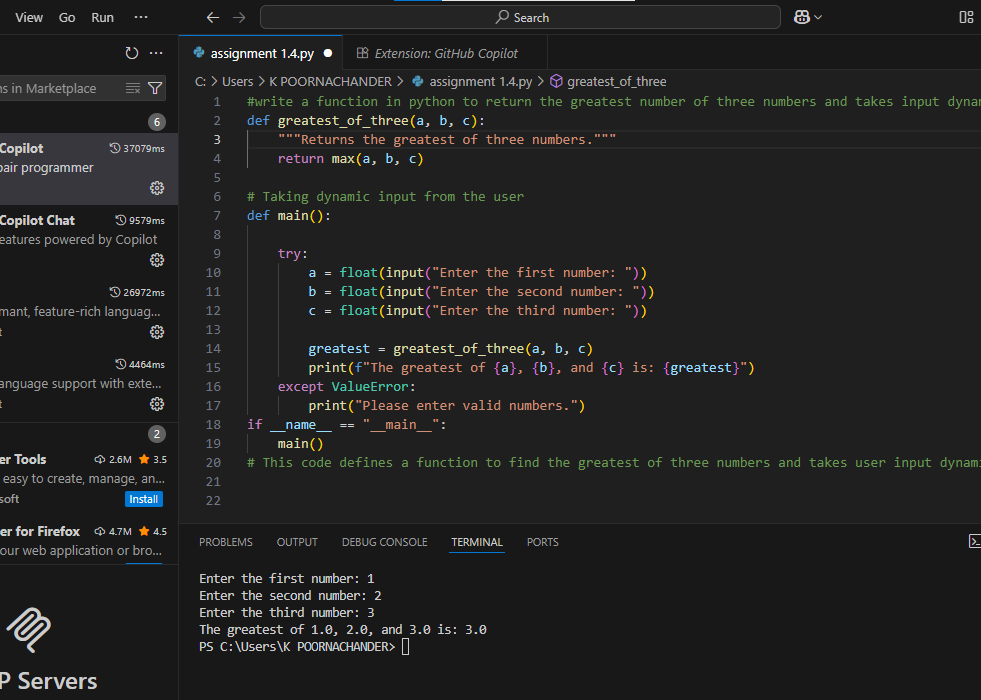 View Go Run ···
Search
assignment 1.4.py
Extension: GitHub Copilot
C: > Users > K POORNACHANDER > assignment 1.4.py > greatest_of_three
ns in Marketplace
6
Copilot 37079ms
pair programmer
Copilot Chat 9579ms
eatures powered by Copilot
26972ms
mant, feature-rich languag...
t
4464ms
anguage support with exte...
t
2
er Tools 2.6M 3.5
easy to create, manage, an...
soft Install
er for Firefox 4.7M 4.5
our web application or bro...
P Servers
1 #write a function in python to return the greatest number of three numbers and takes input dynam
2 def greatest_of_three(a, b, c):
3 """Returns the greatest of three numbers."""
4 return max(a, b, c)
5
6 # Taking dynamic input from the user
7 def main():
8
9 try:
10 a = float(input("Enter the first number: "))
11 b = float(input("Enter the second number: "))
12 c = float(input("Enter the third number: "))
13
14 greatest = greatest_of_three(a, b, c)
15 print(f"The greatest of {a}, {b}, and {c} is: {greatest}")
16 except ValueError:
17 print("Please enter valid numbers.")
18 if __name__ == "__main__":
19 main()
20 # This code defines a function to find the greatest of three numbers and takes user input dynami
21
22
PROBLEMS OUTPUT DEBUG CONSOLE TERMINAL PORTS
Enter the first number: 1
Enter the second number: 2
Enter the third number: 3
The greatest of 1.0, 2.0, and 3.0 is: 3.0
PS C:\Users\K POORNACHANDER>